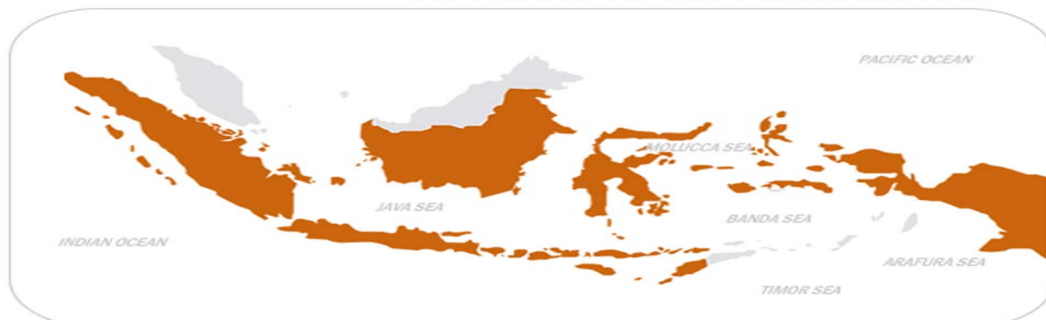 PACIFIC OCEAN
MOLUCCA SEA
JAVA SEA
BANDA SEA
INDIAN OCEAN
ARAFURA SEA
TIMOR SEA